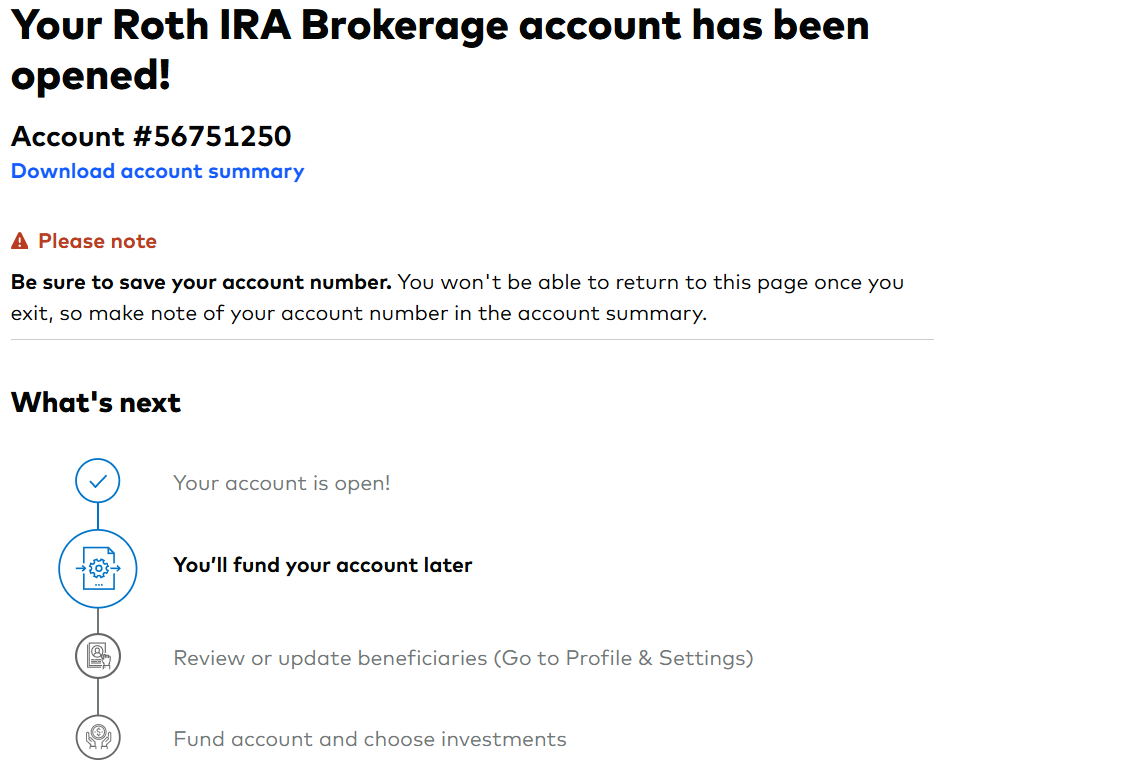 Your Roth IRA Brokerage account has been
opened!
Account #56751250
Download account summary
Please note
Be sure to save your account number. You won't be able to return to this page once you
exit, so make note of your account number in the account summary.
What's next
Your account is open!
You’ll fund your account later
Review or update beneficiaries (Go to Profile & Settings)
Fund account and choose investments